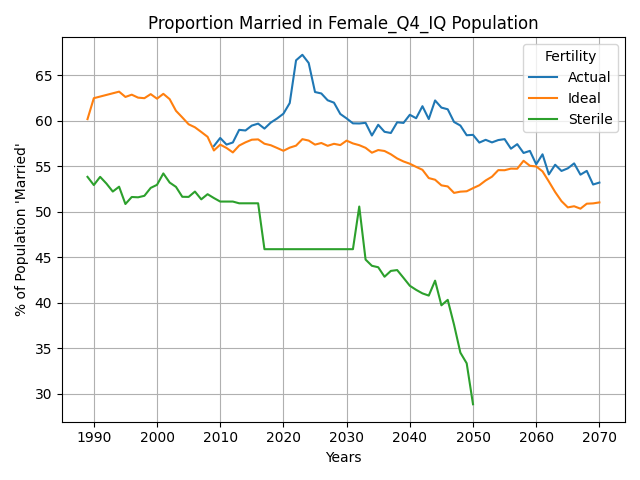 Proportion Married in Female_Q4_IQ Population
% of Population 'Married'
65
60
55
50
45
40
35
30
Fertility
Actual
Ideal
Sterile
1990 2000 2010 2020 2030 2040 2050 2060 2070
Years